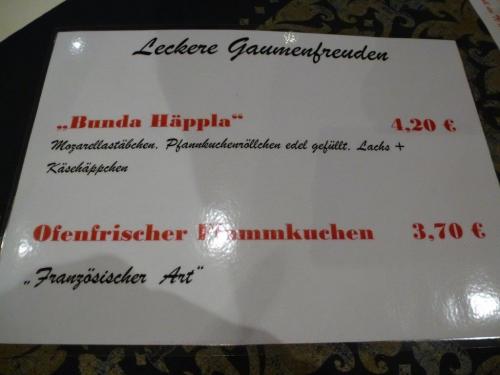 Leckere Gaumenfreuden
„Bunda Häppla“ 4,20 €
Mozarellastäbchen, Pfannkuchenröllchen edel gefüllt, Lachs +
Käsehäppchen
Ofenfrischer Flammkuchen 3,70 €
„Französischer Art“